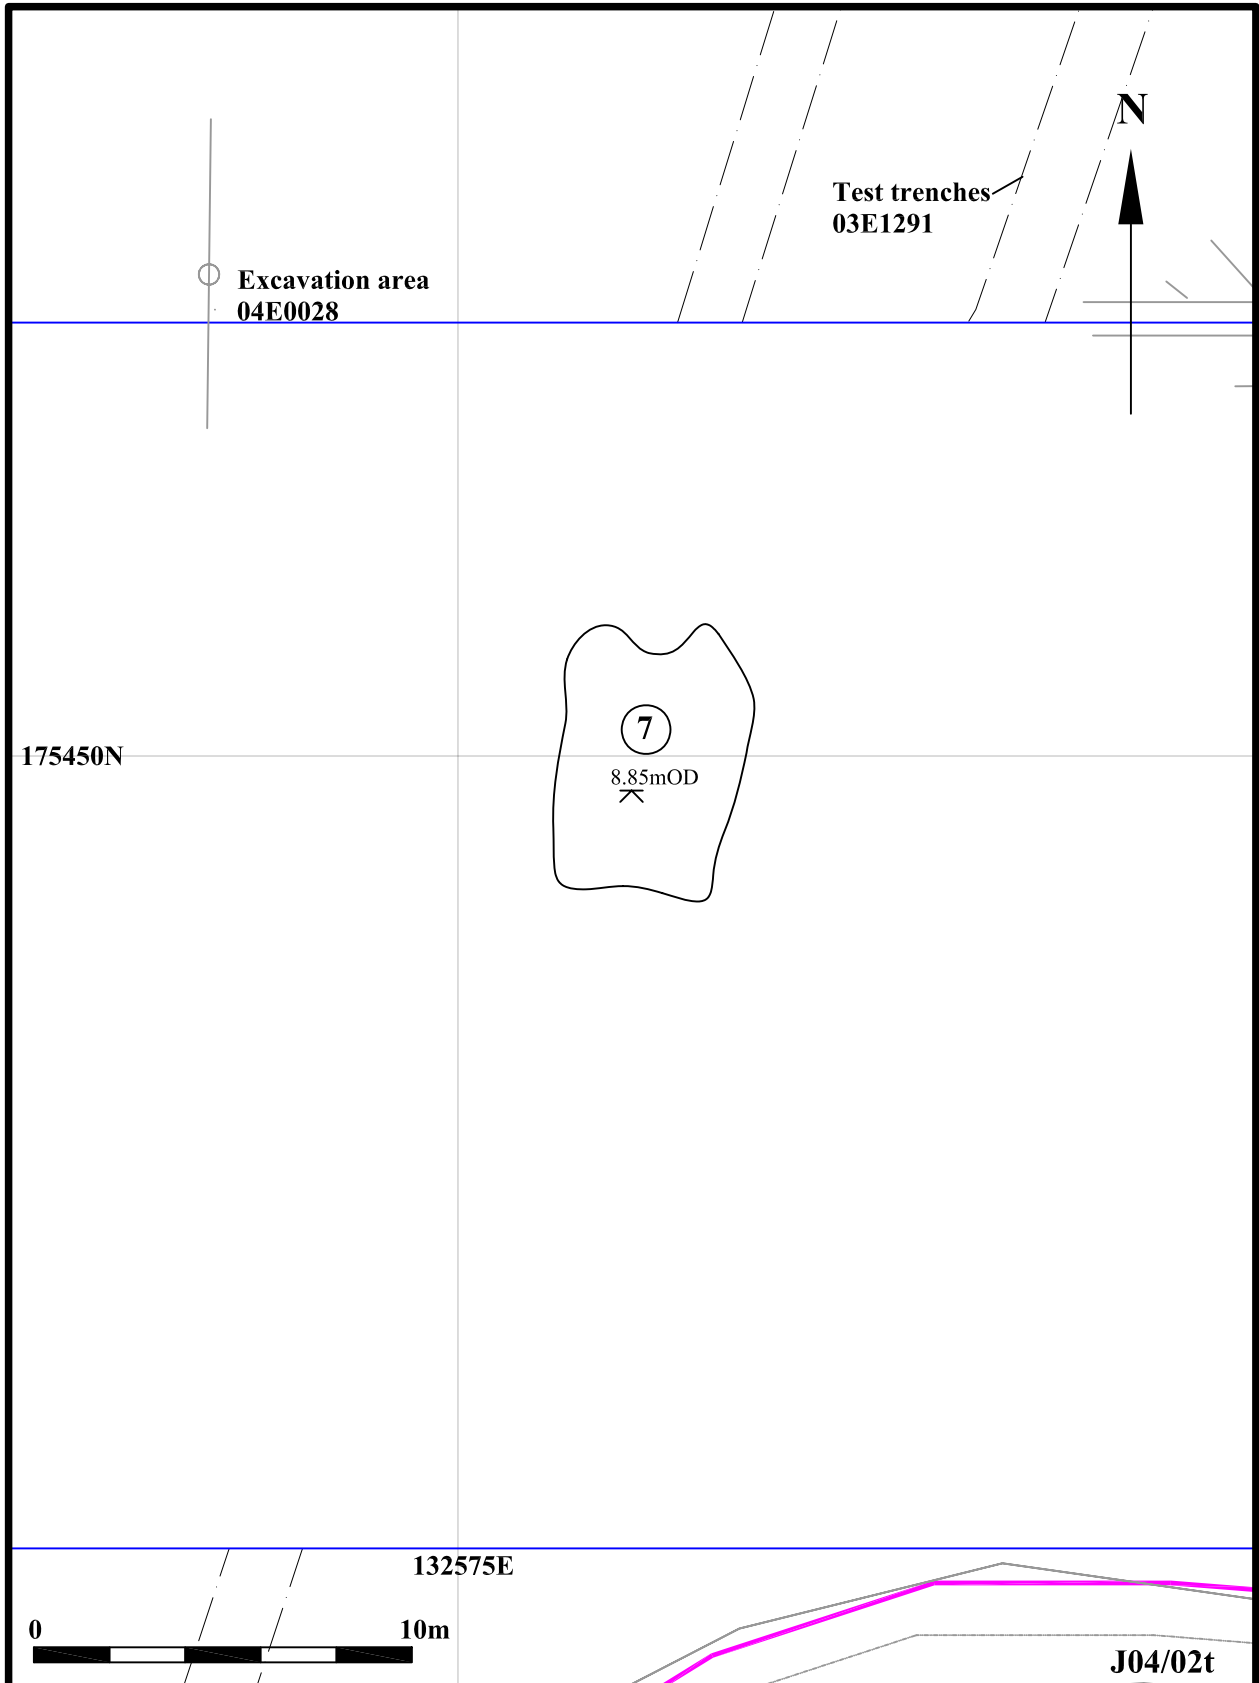 N
Test trenches
03E1291
Excavation area
04E0028
7
175450N
8.85mOD
132575E
0 10m
J04/02t